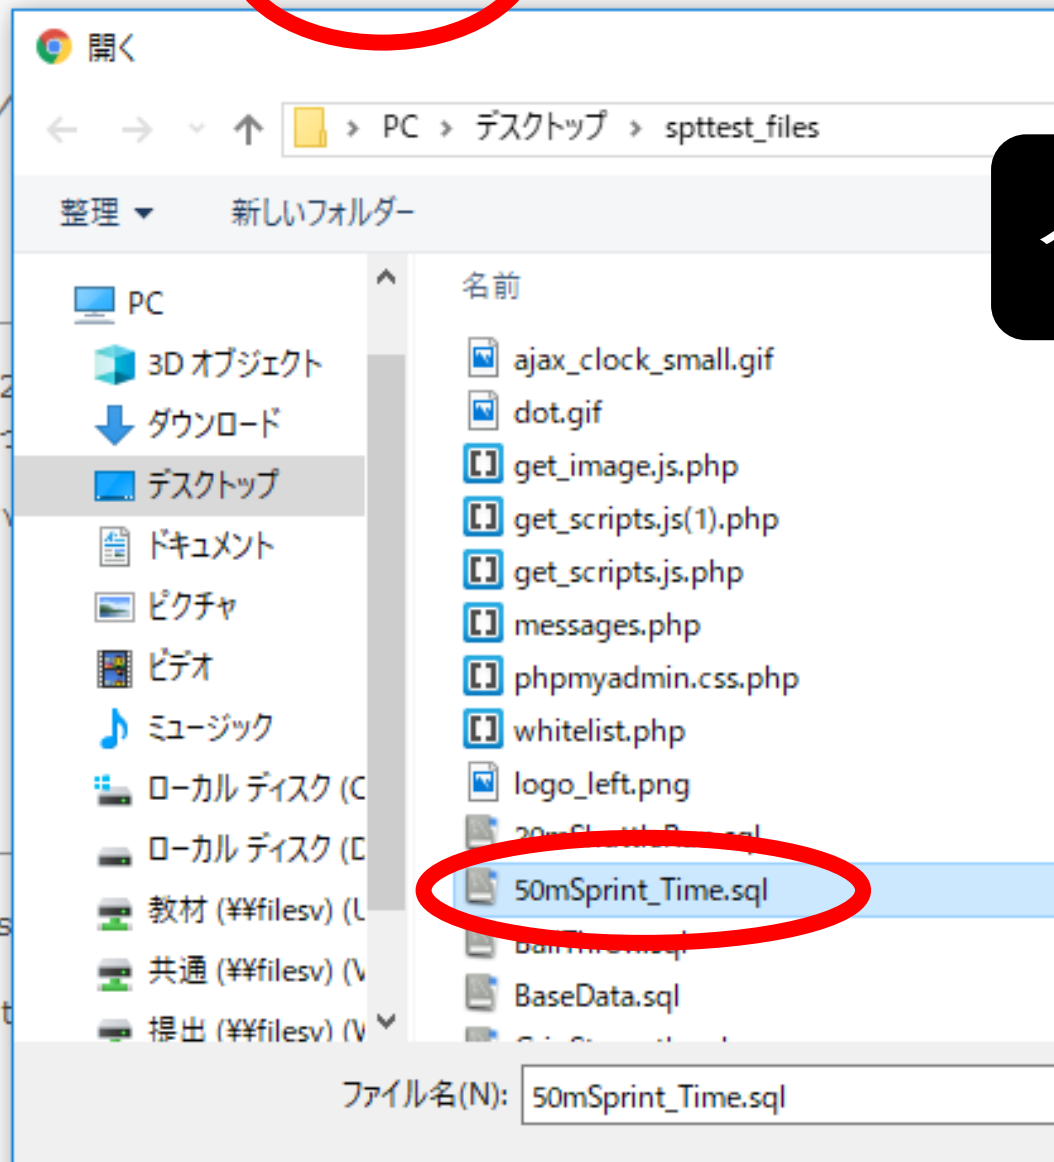 開く
PC › デスクトップ › spttest_files
整理 新しいフォルダー
PC
3D オブジェクト
ダウンロード
デスクトップ
ドキュメント
ピクチャ
ビデオ
ミュージック
ローカル ディスク (C
ローカル ディスク (D
教材 (¥¥filesv) (U
共通 (¥¥filesv) (V
提出 (¥¥filesv) (W
名前
ajax_clock_small.gif
dot.gif
get_image.js.php
get_scripts.js(1).php
get_scripts.js.php
messages.php
phpmyadmin.css.php
whitelist.php
logo_left.png
20mShuttleRun.sql
50mSprint_Time.sql
BaseData.sql
ファイル名(N): 50mSprint_Time.sql